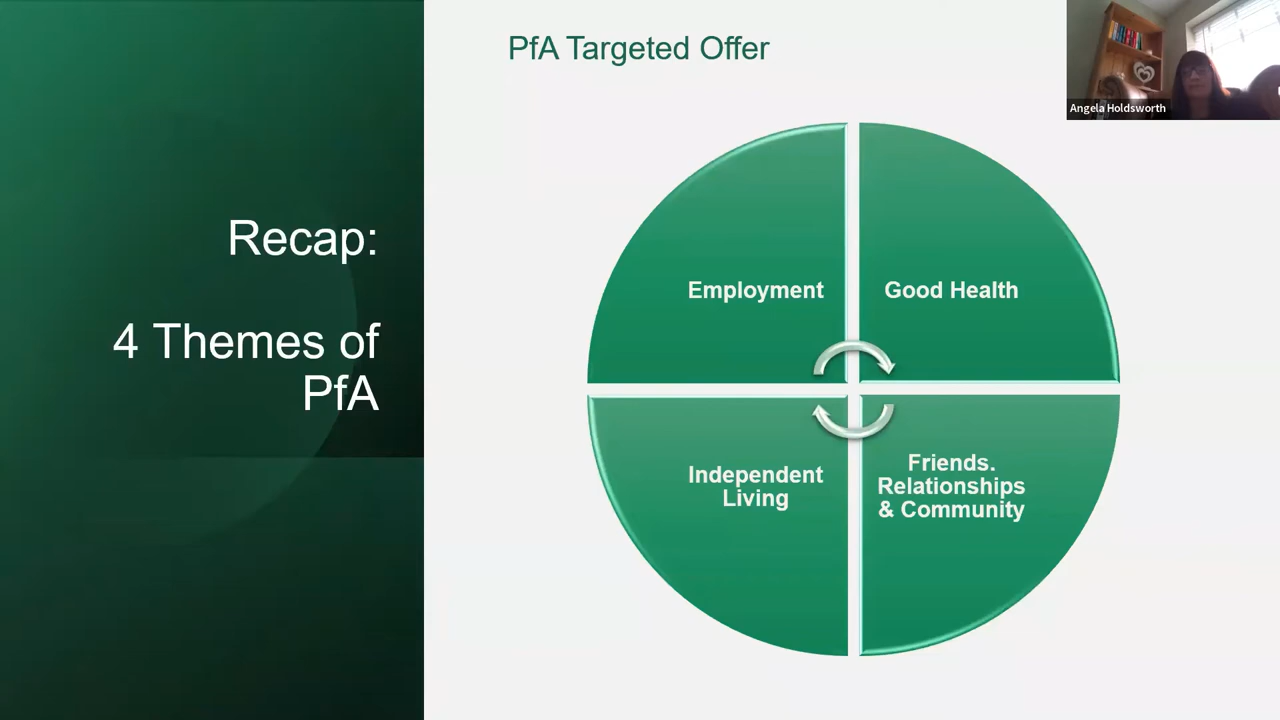 PfA Targeted Offer
Angela Holdsworth
Recap:
4 Themes of
PfA
Employment
Good Health
Independent
Living
Friends.
Relationships
& Community